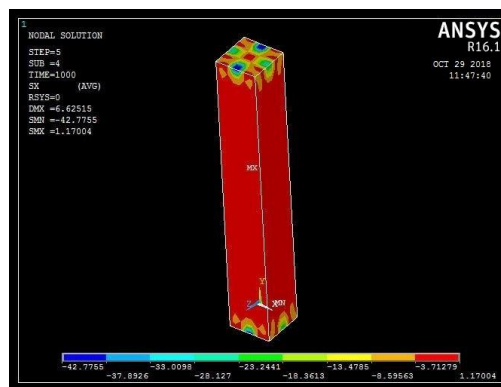 1
NODAL SOLUTION
STEP=5
SUB =4
TIME=1000
SX (AVG)
RSYS=0
DMX =6.62515
SMN =-42.7755
SMX =1.17004
ANSYS
R16.1
OCT 29 2018
11:47:40
MX
Y
Z X MN
-42.7755 -33.0098 -23.2441 -13.4785 -3.71279
-37.8926 -28.127 -18.3613 -8.59563 1.17004